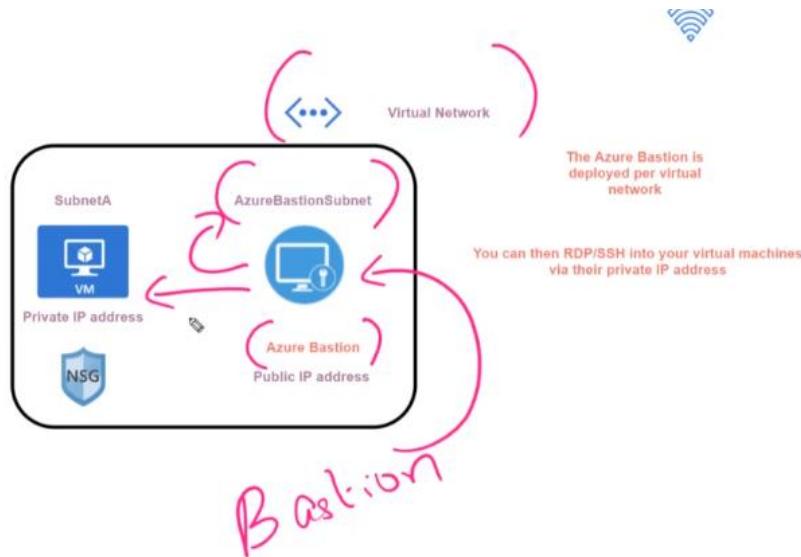 Virtual Network
The Azure Bastion is
deployed per virtual
network
SubnetA
AzureBastionSubnet
You can then RDP/SSH into your virtual machines
via their private IP address
VM
Private IP address
Azure Bastion
NSG
Public IP address
Bastion